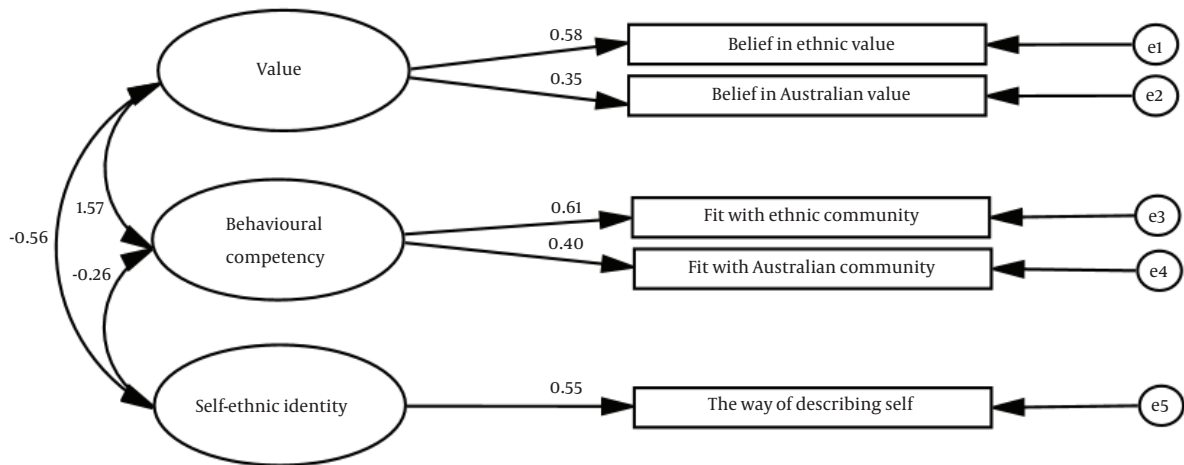 0.58
Belief in ethnic value
e1
Value
0.35
Belief in Australian value
e2
1.57
0.61
Fit with ethnic community
e3
Behavioural
competency
-0.56
0.40
-0.26
Fit with Australian community
e4
0.55
Self-ethnic identity
The way of describing self
e5